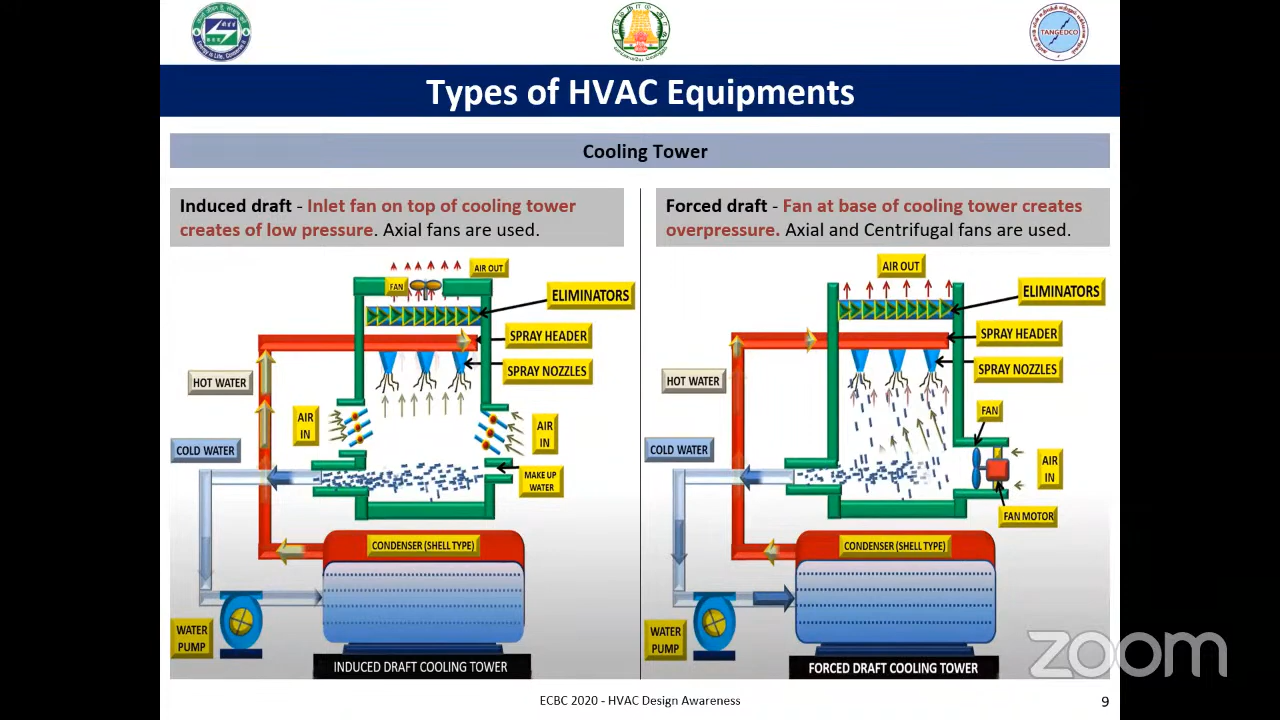 TANGEDCO
Types of HVAC Equipments
Cooling Tower
Induced draft - Inlet fan on top of cooling tower
creates of low pressure. Axial fans are used.
AIR OUT
FAN
ELIMINATORS
SPRAY HEADER
SPRAY NOZZLES
HOT WATER
AIR
IN
AIR
IN
COLD WATER
MAKE UP
WATER
CONDENSER (SHELL TYPE)
WATER
PUMP
INDUCED DRAFT COOLING TOWER
Forced draft - Fan at base of cooling tower creates
overpressure. Axial and Centrifugal fans are used.
AIR OUT
ELIMINATORS
SPRAY HEADER
SPRAY NOZZLES
HOT WATER
FAN
COLD WATER
AIR
IN
FAN MOTOR
CONDENSER (SHELL TYPE)
WATER
PUMP
FORCED DRAFT COOLING TOWER
zoom
ECBC 2020 - HVAC Design Awareness
9